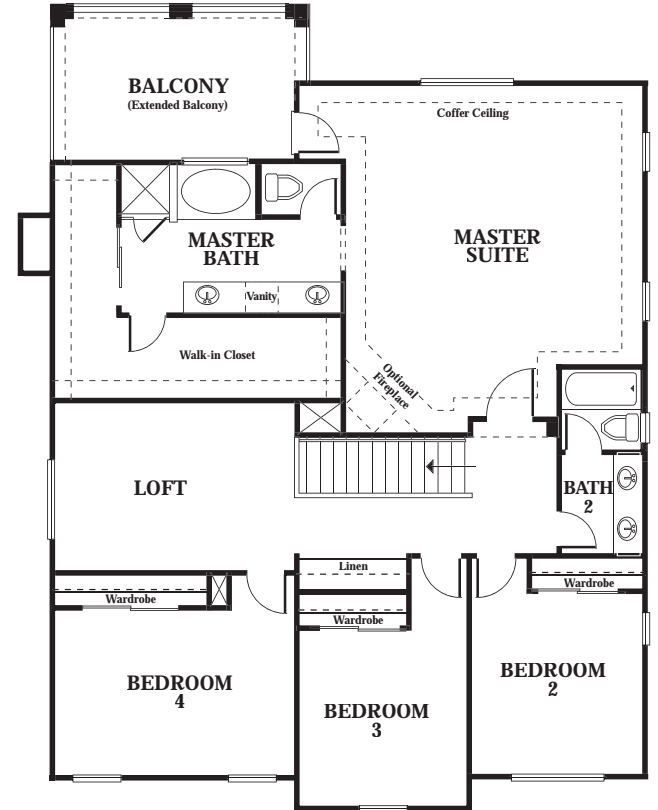 BALCONY
(Extended Balcony)
Coffer Ceiling
MASTER
BATH
MASTER
SUITE
Vanity
Walk-in Closet
Optional
Fireplace
LOFT
BATH
2
Linen
Wardrobe
Wardrobe
Wardrobe
BEDROOM
4
BEDROOM
3
BEDROOM
2